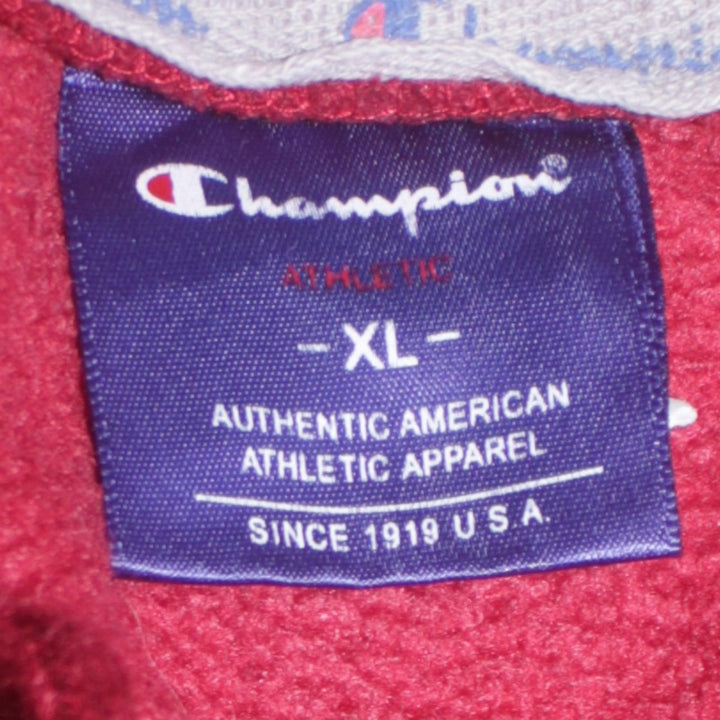 Champion®
ATHLETIC
- XL -
AUTHENTIC AMERICAN
ATHLETIC APPAREL
SINCE 1919 U S A.